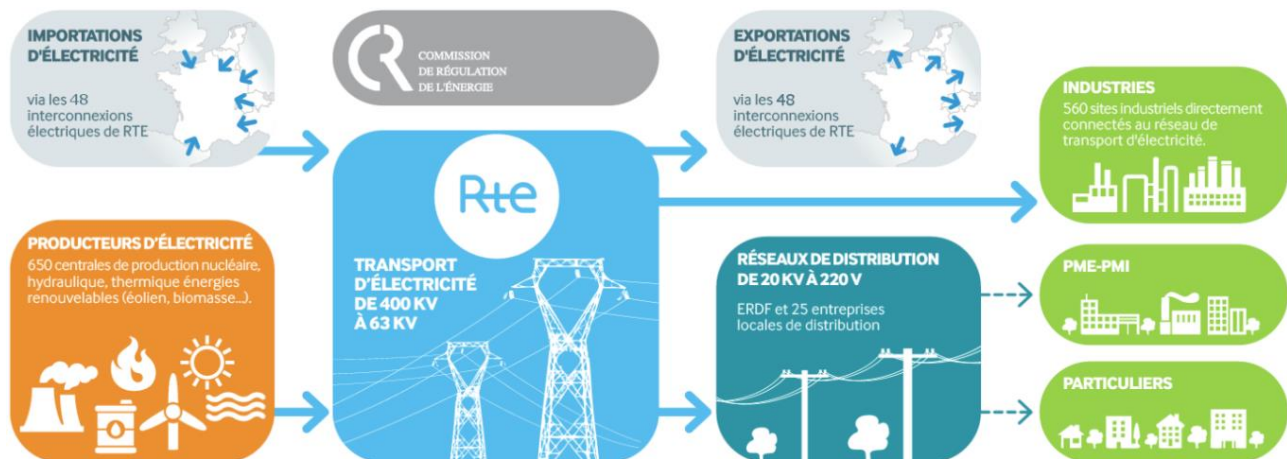 IMPORTATIONS
D'ÉLECTRICITÉ
via les 48
interconnexions
électriques de RTE
COMMISSION
DE RÉGULATION
DE L'ÉNERGIE
EXPORTATIONS
D'ÉLECTRICITÉ
via les 48
interconnexions
électriques de RTE
INDUSTRIES
560 sites industriels directement
connectés au réseau de
transport d'électricité.
PRODUCTEURS D'ÉLECTRICITÉ
650 centrales de production nucléaire,
hydraulique, thermique énergies
renouvelables (éolien, biomasse...).
Rte
TRANSPORT
D'ÉLECTRICITÉ
DE 400 KV
À 63 KV
RÉSEAUX DE DISTRIBUTION
DE 20 KV À 220 V
ERDF et 25 entreprises
locales de distribution
PME-PMI
PARTICULIERS